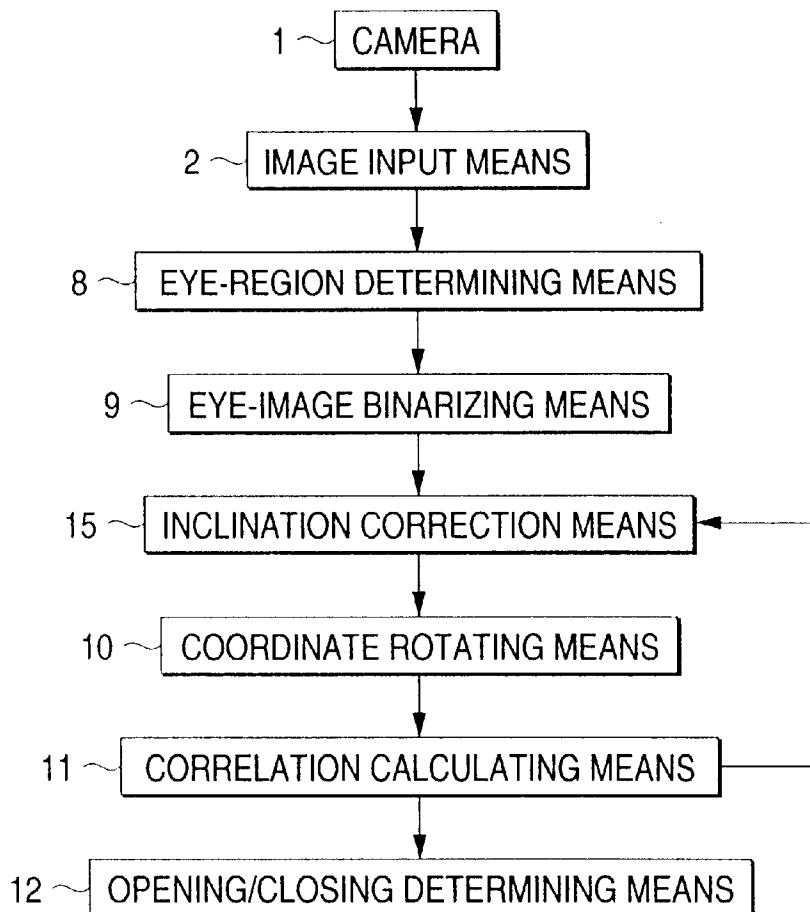 1 CAMERA
2 IMAGE INPUT MEANS
8 EYE-REGION DETERMINING MEANS
9 EYE-IMAGE BINARIZING MEANS
15 INCLINATION CORRECTION MEANS
10 COORDINATE ROTATING MEANS
11 CORRELATION CALCULATING MEANS
12 OPENING/CLOSING DETERMINING MEANS